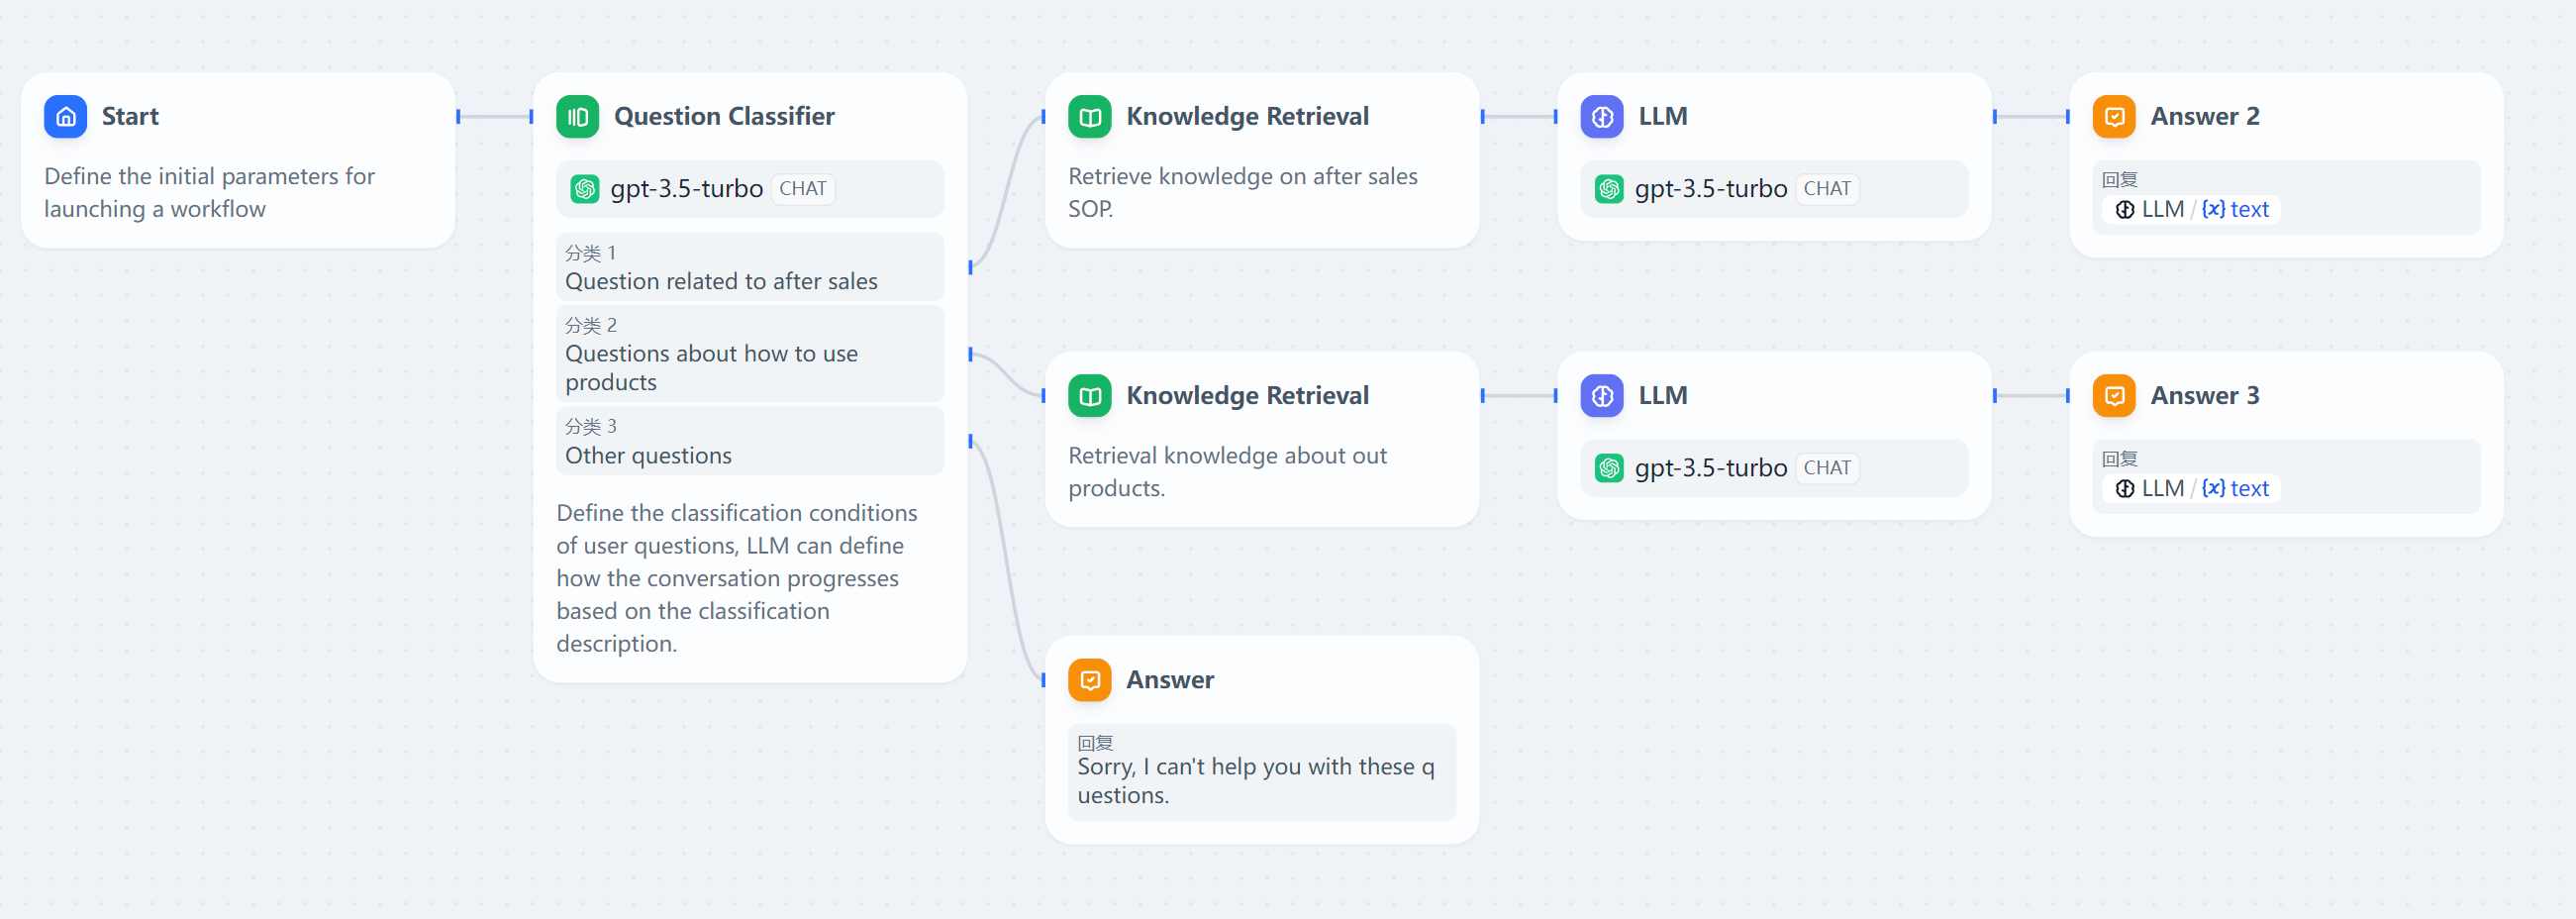 Start
Define the initial parameters for
launching a workflow
Question Classifier
gpt-3.5-turbo CHAT
分类 1
Question related to after sales
分类 2
Questions about how to use
products
分类 3
Other questions
Define the classification conditions
of user questions, LLM can define
how the conversation progresses
based on the classification
description.
Knowledge Retrieval
Retrieve knowledge on after sales
SOP.
LLM
gpt-3.5-turbo CHAT
Answer 2
回复
LLM / {x} text
Knowledge Retrieval
Retrieval knowledge about out
products.
LLM
gpt-3.5-turbo CHAT
Answer 3
回复
LLM / {x} text
Answer
回复
Sorry, I can't help you with these q
uestions.